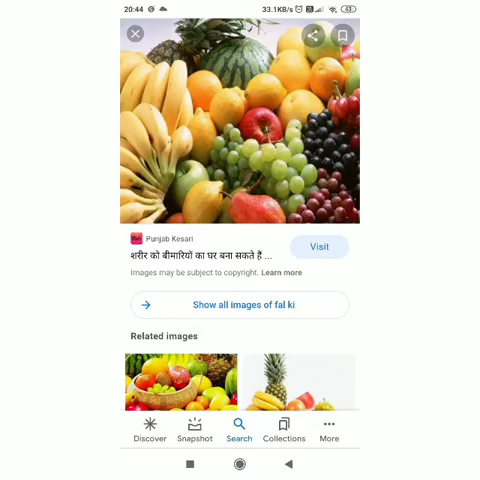 20:44 33.1KB/s 43
Punjab Kesari
शरीर को बीमारियों का घर बना सकते हैं ...
Visit
Images may be subject to copyright. Learn more
Show all images of fal ki
Related images
Discover Snapshot Search Collections More